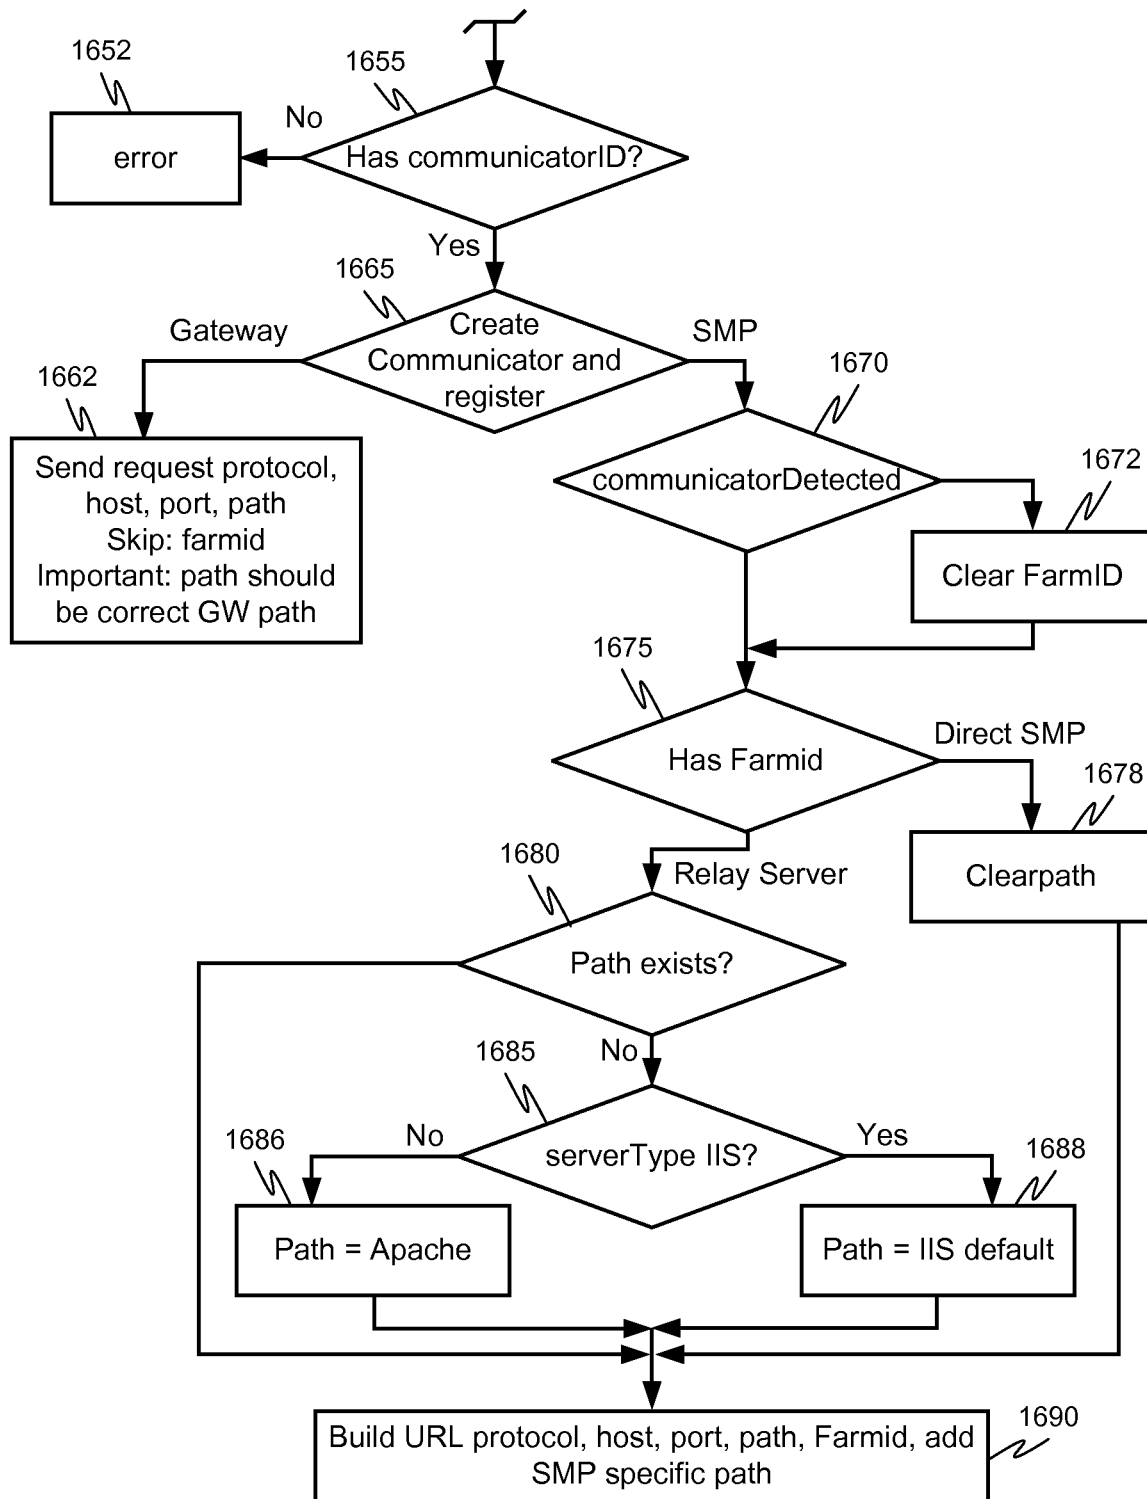 1652
1655
No
error
Has communicatorID?
Yes
1665
Gateway
Create
Communicator and
register
SMP
1662
1670
Send request protocol,
host, port, path
Skip: farmid
Important: path should
be correct GW path
communicatorDetected
1672
Clear FarmID
1675
Has Farmid
Direct SMP
1678
Clearpath
1680
Relay Server
Path exists?
No
1685
1686
No
serverType IIS?
Yes
1688
Path = Apache
Path = IIS default
1690
Build URL protocol, host, port, path, Farmid, add
SMP specific path